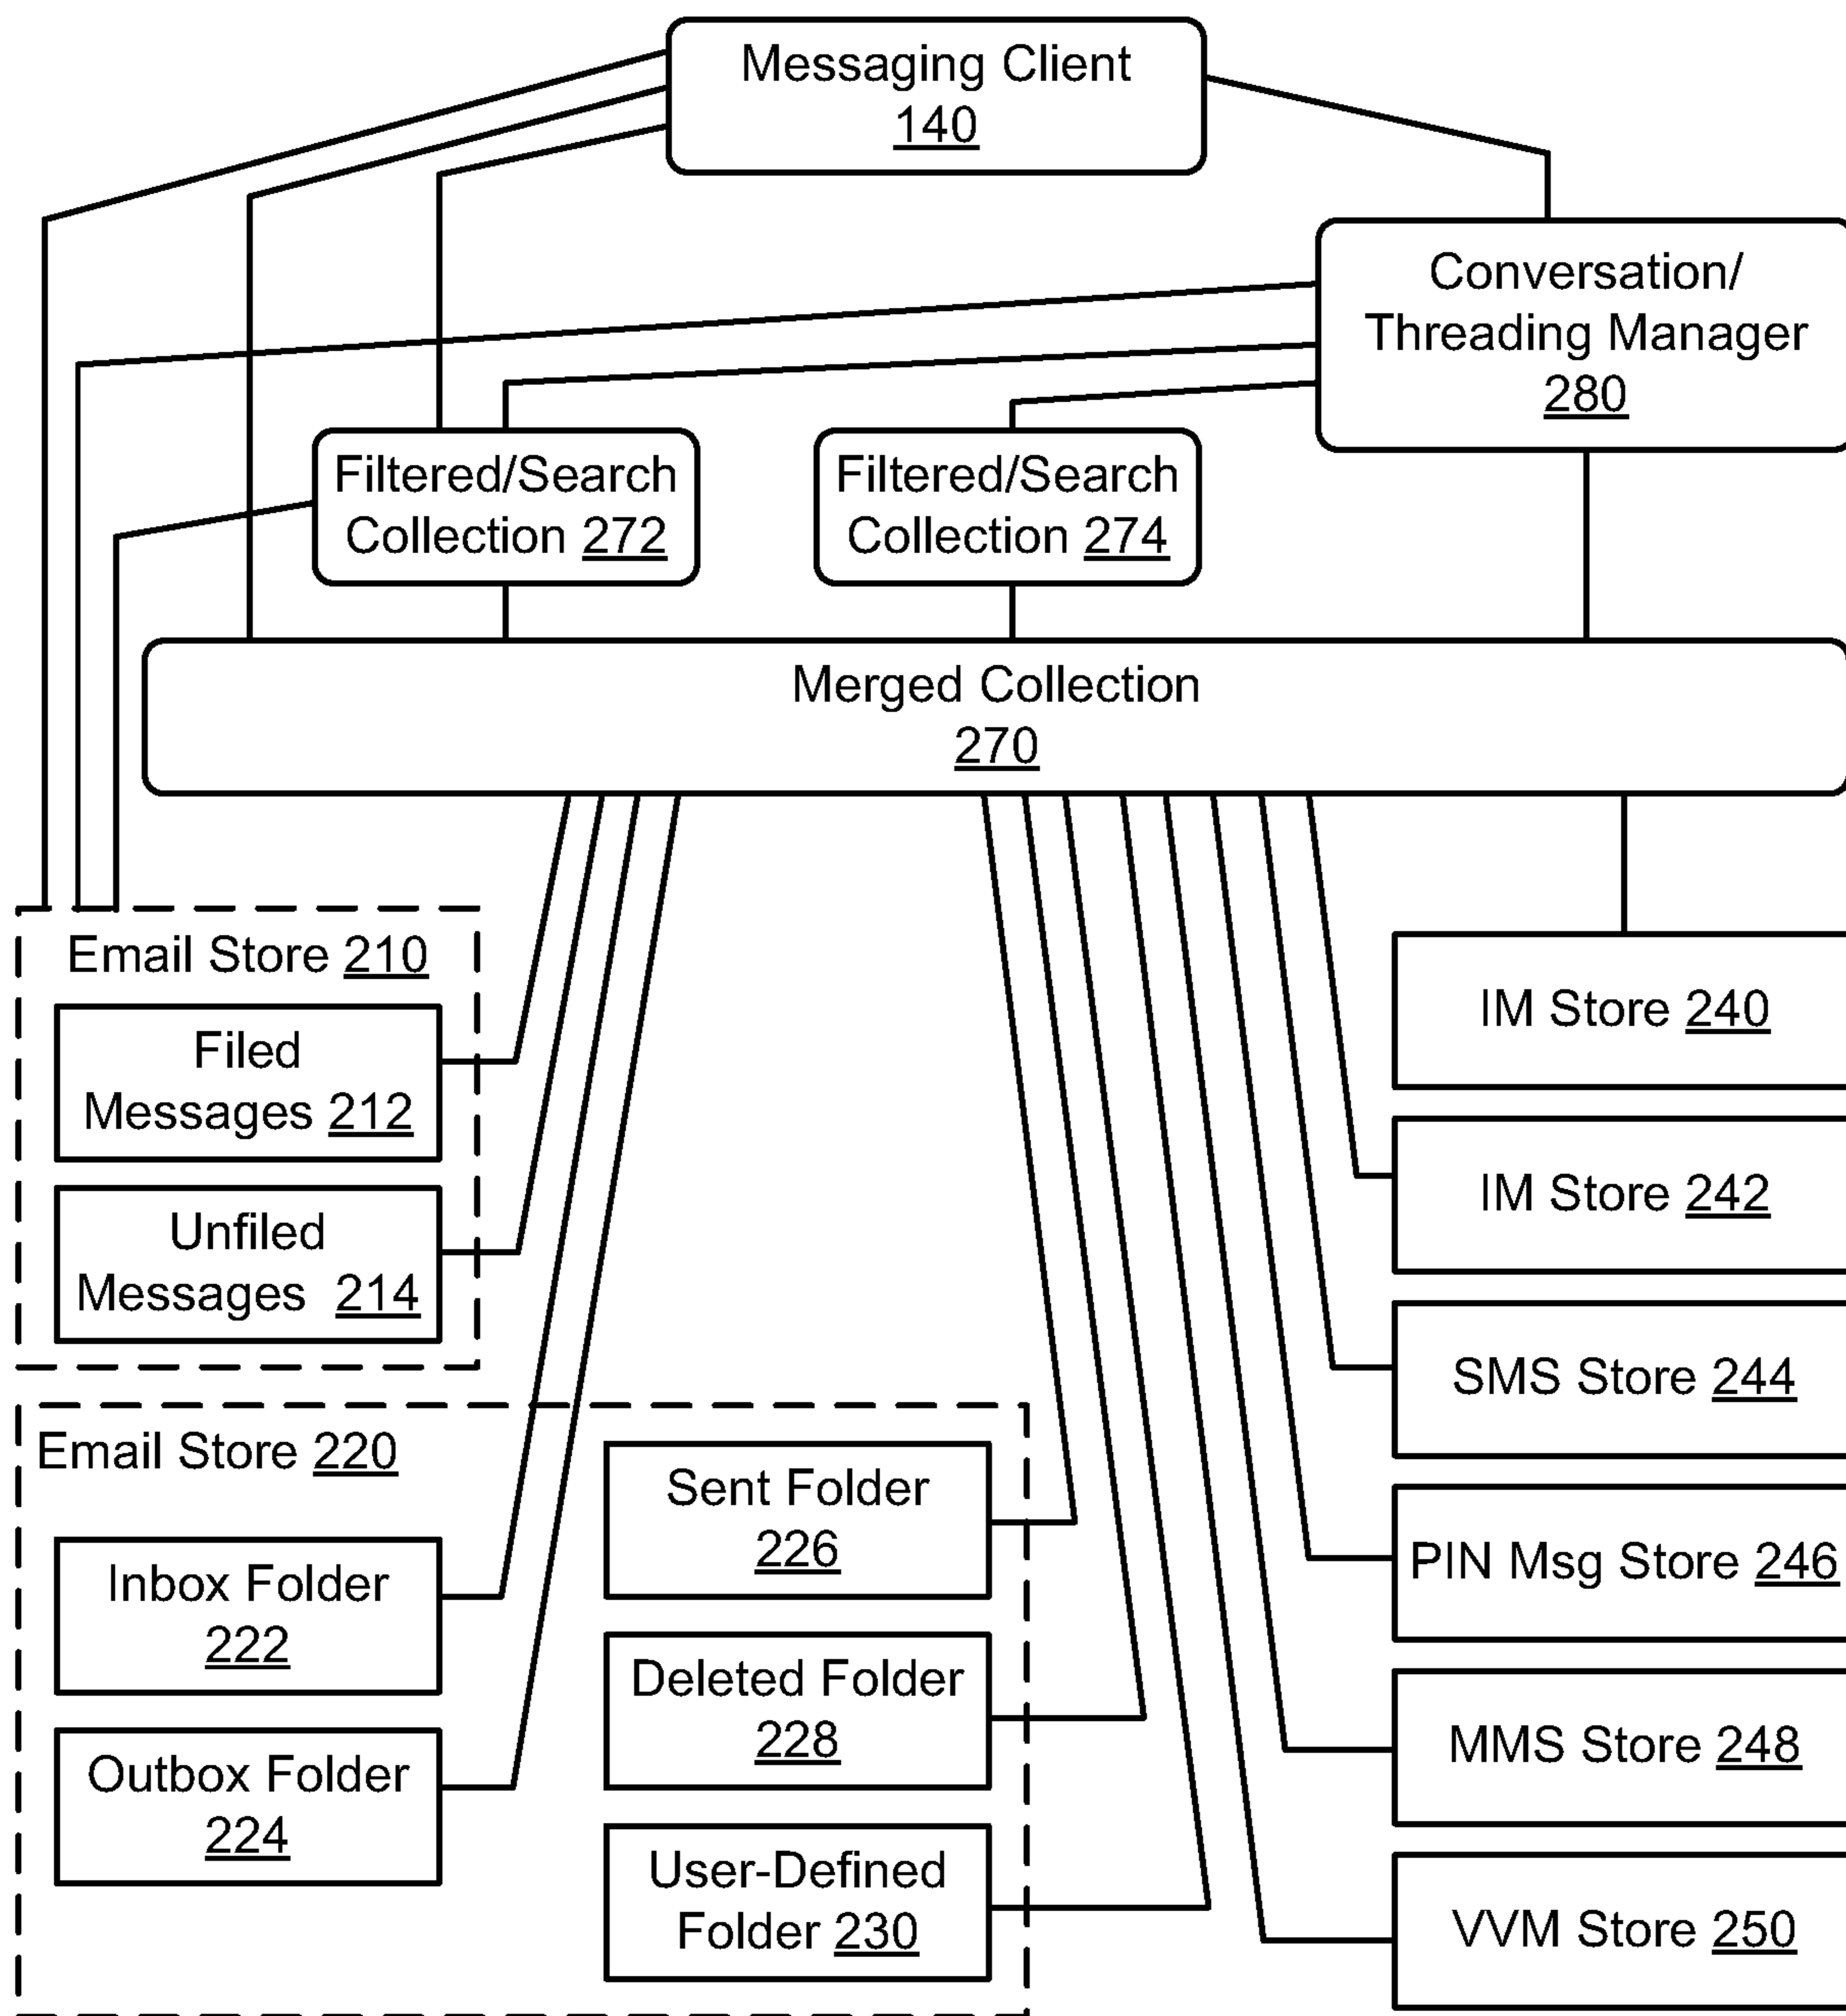 Messaging Client
140
Conversation/
Threading Manager
280
Filtered/Search
Collection 272
Filtered/Search
Collection 274
Merged Collection
270
Email Store 210
Filed
Messages 212
Unfiled
Messages 214
Email Store 220
Inbox Folder
222
Outbox Folder
224
Sent Folder
226
Deleted Folder
228
User-Defined
Folder 230
IM Store 240
IM Store 242
SMS Store 244
PIN Msg Store 246
MMS Store 248
VVM Store 250